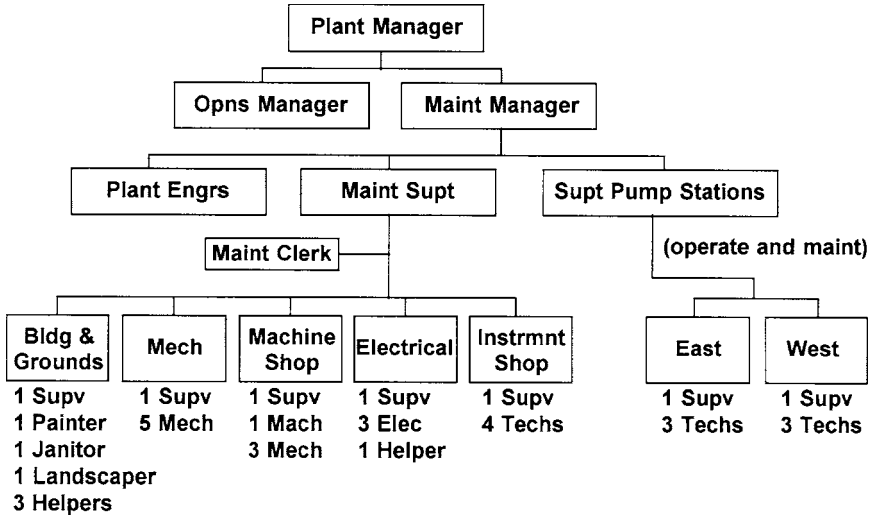 Plant Manager
Opns Manager
Maint Manager
Plant Engrs
Maint Supt
Supt Pump Stations
Maint Clerk
(operate and maint)
Bldg &
Grounds
Mech
Machine
Shop
Electrical
Instrmnt
Shop
East
West
1 Supv
1 Painter
1 Janitor
1 Landscaper
3 Helpers
1 Supv
5 Mech
1 Supv
1 Mach
3 Mech
1 Supv
3 Elec
1 Helper
1 Supv
4 Techs
1 Supv
3 Techs
1 Supv
3 Techs